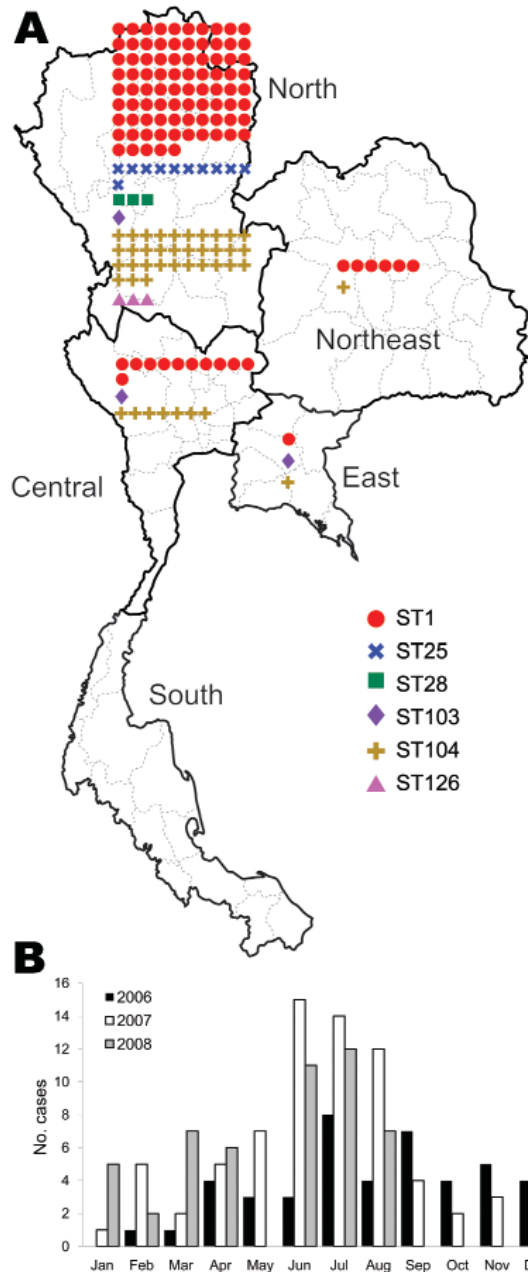 A
North
Northeast
Central
East
South
ST1
ST25
ST28
ST103
ST104
ST126
B
No. cases
16
14
12
10
8
6
4
2
0
2006
2007
2008
Jan Feb Mar Apr May Jun Jul Aug Sep Oct Nov D